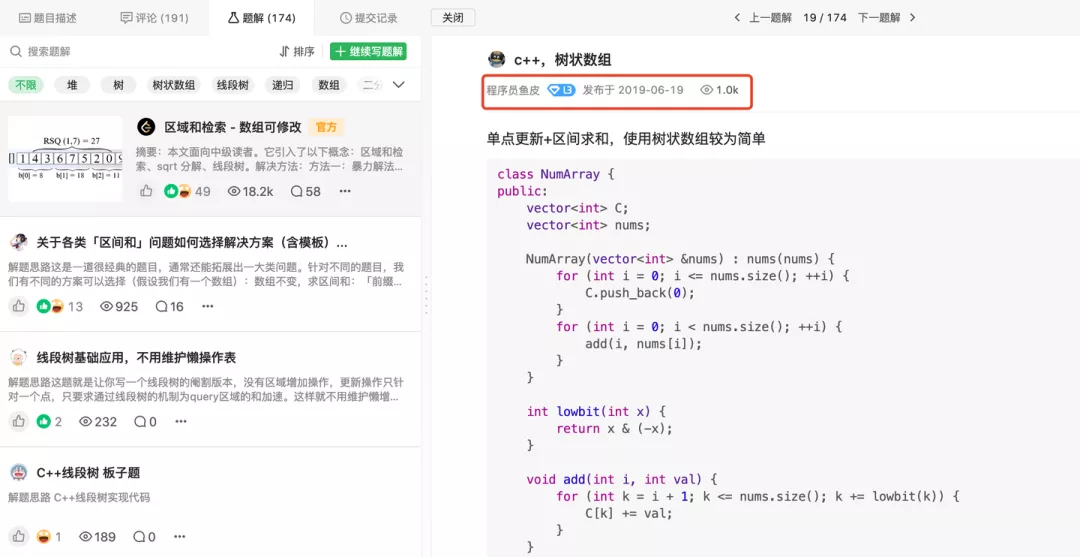 题目描述
评论 (191)
题解 (174)
提交记录
关闭
上一题解
19 / 174
下一题解
搜索题解
排序
+ 继续写题解
不限
堆
树
树状数组
线段树
递归
数组
二分
RSQ (1,7) = 27
[] 1 4 3 6 7 5 2 0 9
b[0] = 8 b[1] = 18 b[2] = 11
区域和检索 - 数组可修改
官方
摘要：本文面向中级读者。它引入了以下概念：区域和检
索、sqrt 分解、线段树。解决方法：方法一：暴力解法...
49
18.2k
58
...
关于各类「区间和」问题如何选择解决方案（含模板）...
解题思路这是一道很经典的题目，通常还能拓展出一大类问题。针对不同的题目，我
们有不同的方案可以选择（假设我们有一个数组）：数组不变，求区间和：「前缀...
13
925
16
...
线段树基础应用，不用维护懒操作表
解题思路这题就是让你写一个线段树的阉割版本，没有区域增加操作，更新操作只针
对一个点，只要求通过线段树的机制为query区域的和加速。这样就不用维护懒增...
2
232
0
...
C++线段树 板子题
解题思路 C++线段树实现代码
1
189
0
...
c++，树状数组
程序员鱼皮
L3
发布于 2019-06-19
1.0k
单点更新+区间求和，使用树状数组较为简单
class NumArray {
public:
    vector<int> C;
    vector<int> nums;
    NumArray(vector<int> &nums) : nums(nums) {
        for (int i = 0; i <= nums.size(); ++i) {
            C.push_back(0);
        }
        for (int i = 0; i < nums.size(); ++i) {
            add(i, nums[i]);
        }
    }
    int lowbit(int x) {
        return x & (-x);
    }
    void add(int i, int val) {
        for (int k = i + 1; k <= nums.size(); k += lowbit(k)) {
            C[k] += val;
        }
    }